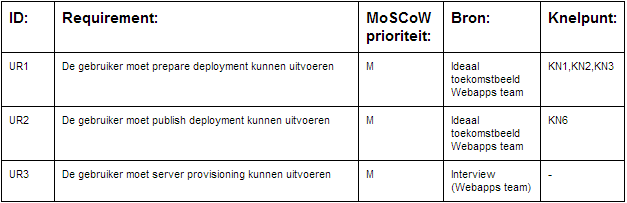 ID: Requirement: MoSCoW prioriteit: Bron: Knelpunt:
UR1 De gebruiker moet prepare deployment kunnen uitvoeren M Ideaal toekomstbeeld Webapps team KN1,KN2,KN3
UR2 De gebruiker moet publish deployment kunnen uitvoeren M Ideaal toekomstbeeld Webapps team KN6
UR3 De gebruiker moet server provisioning kunnen uitvoeren M Interview (Webapps team) -